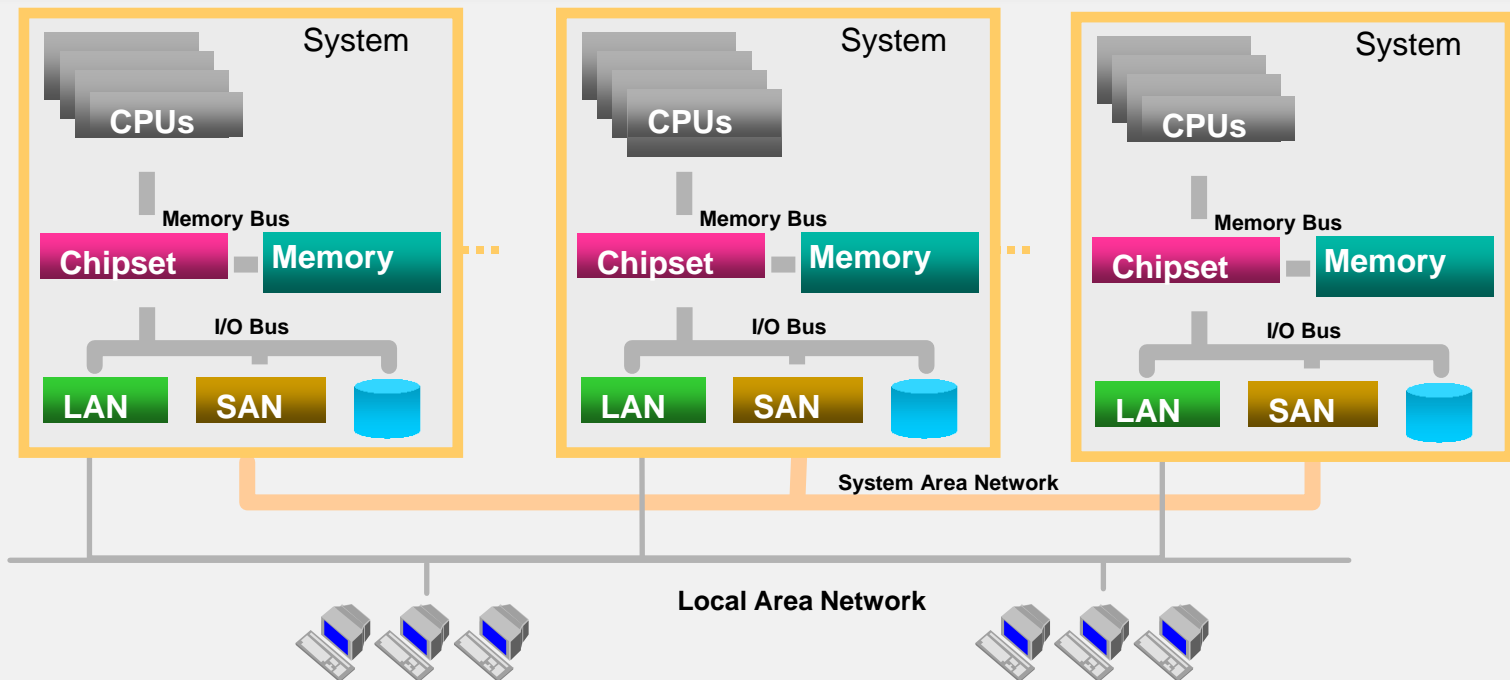 System
System
System
CPUs
CPUs
CPUs
Memory Bus
Memory Bus
Memory Bus
Chipset
Memory
Chipset
Memory
Chipset
Memory
I/O Bus
I/O Bus
I/O Bus
LAN
SAN
LAN
SAN
LAN
SAN
System Area Network
Local Area Network